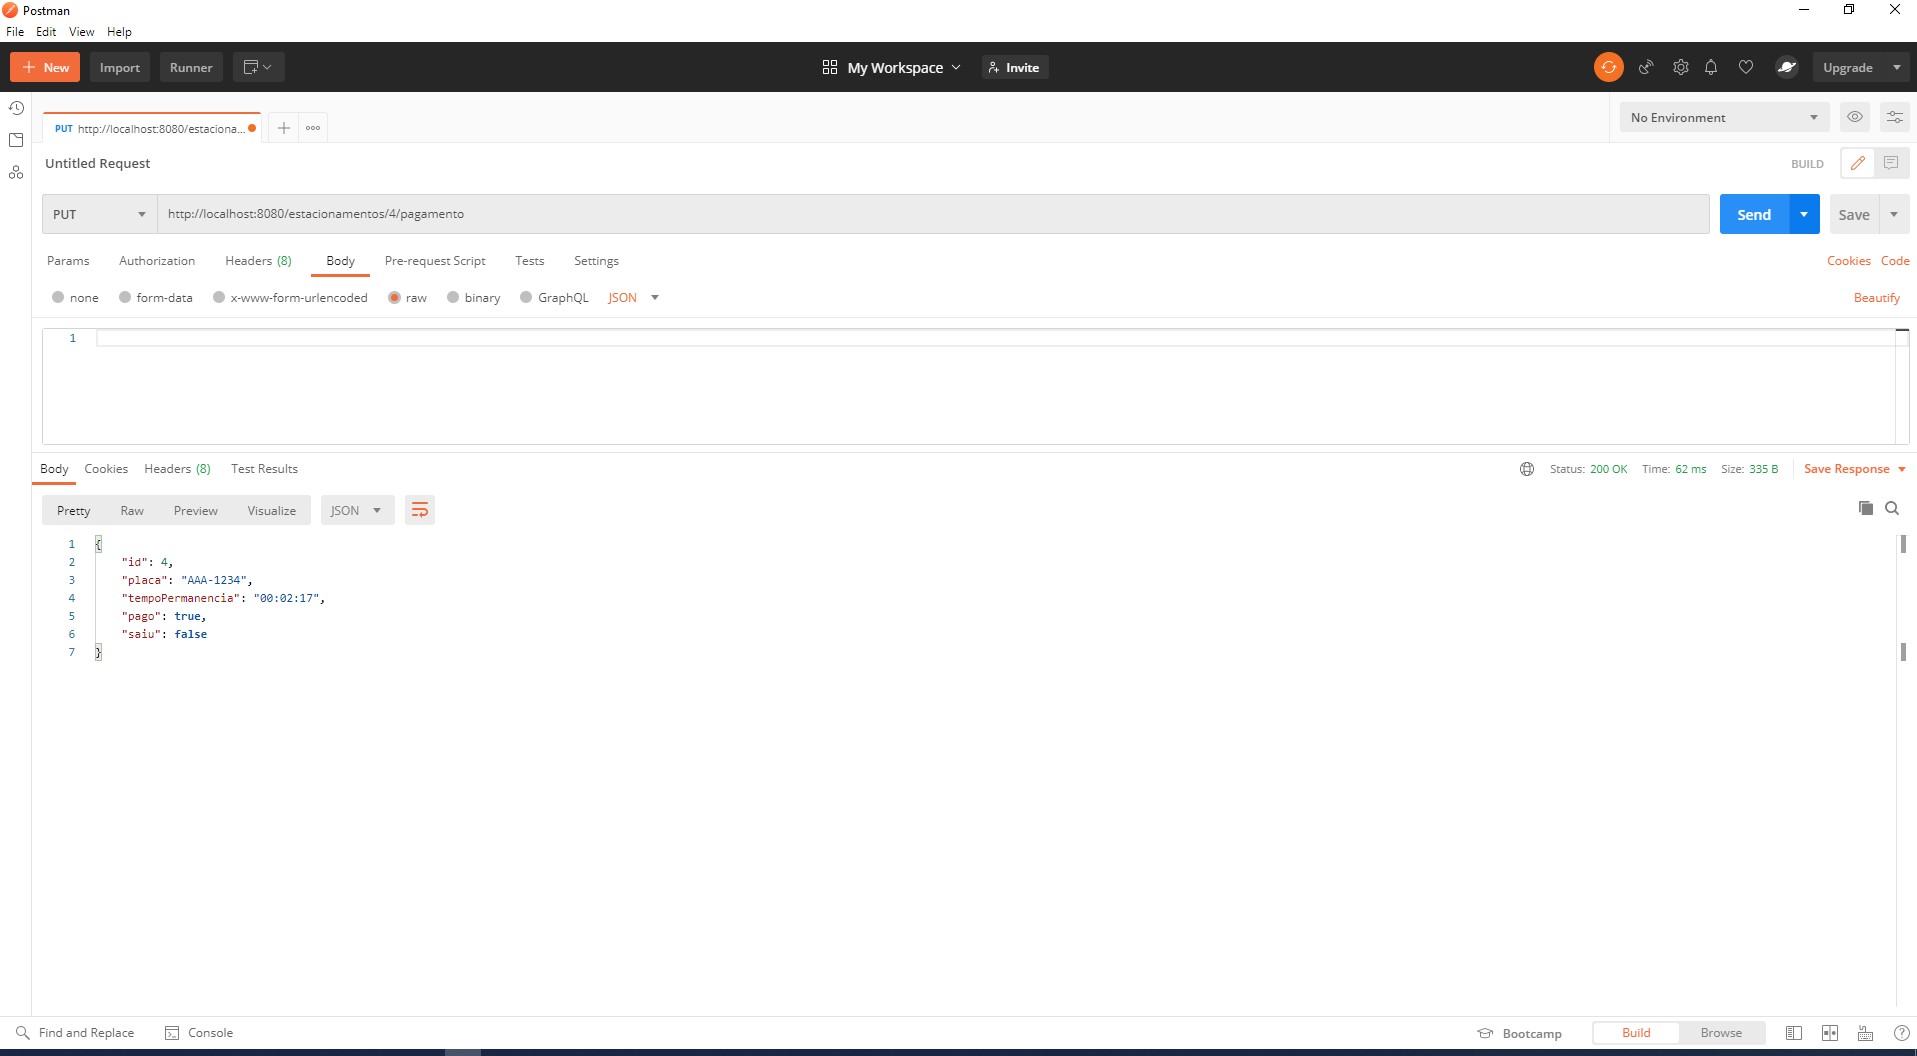 Postman
File Edit View Help
New Import Runner My Workspace Invite Upgrade
PUT http://localhost:8080/estaciona... No Environment
Untitled Request BUILD
PUT http://localhost:8080/estacionamentos/4/pagamento Send Save
Params Authorization Headers (8) Body Pre-request Script Tests Settings Cookies Code
none form-data x-www-form-urlencoded raw binary GraphQL JSON Beautify
1
Body Cookies Headers (8) Test Results Status: 200 OK Time: 62 ms Size: 335 B Save Response
Pretty Raw Preview Visualize JSON
1 {
2 "id": 4,
3 "placa": "AAA-1234",
4 "tempoPermanencia": "00:02:17",
5 "pago": true,
6 "saiu": false
7 }
Find and Replace Console Bootcamp Build Browse